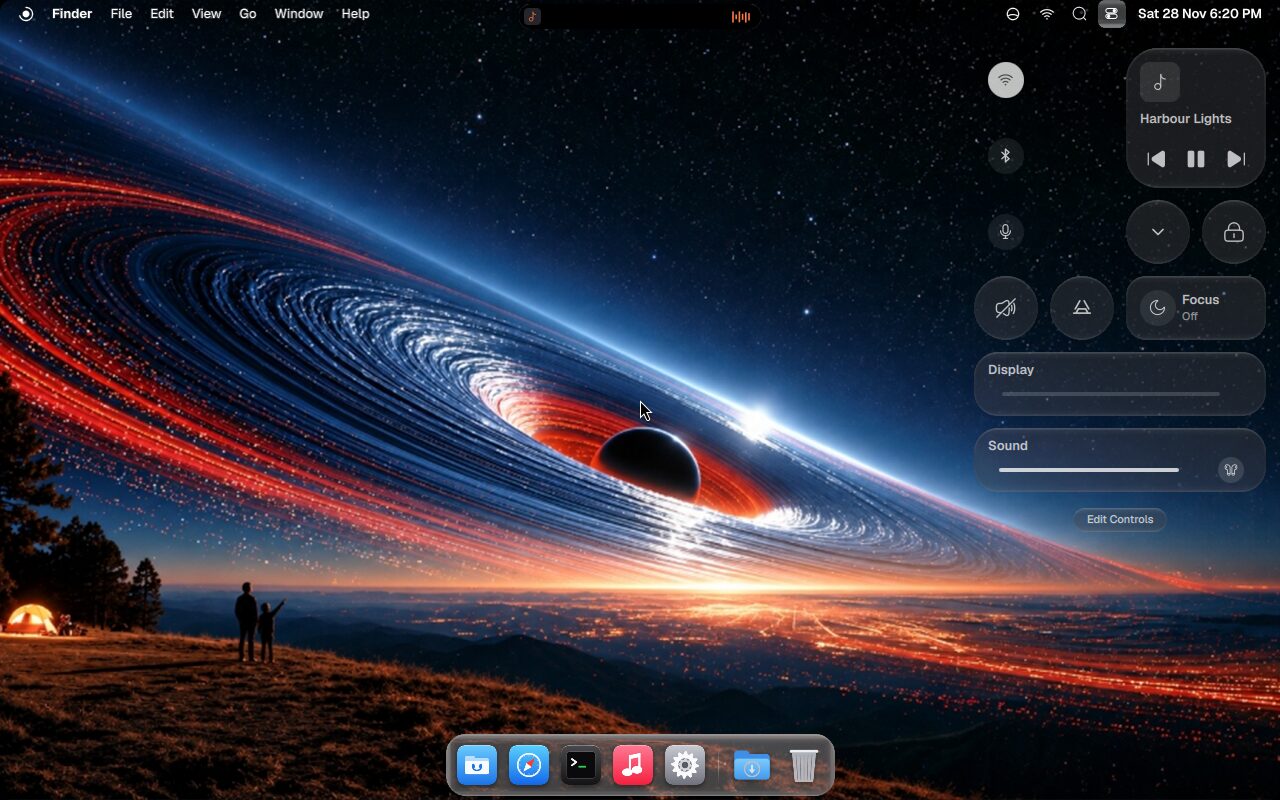 Finder File Edit View Go Window Help Sat 28 Nov 6:20 PM
Harbour Lights
Focus
Off
Display
Sound
Edit Controls